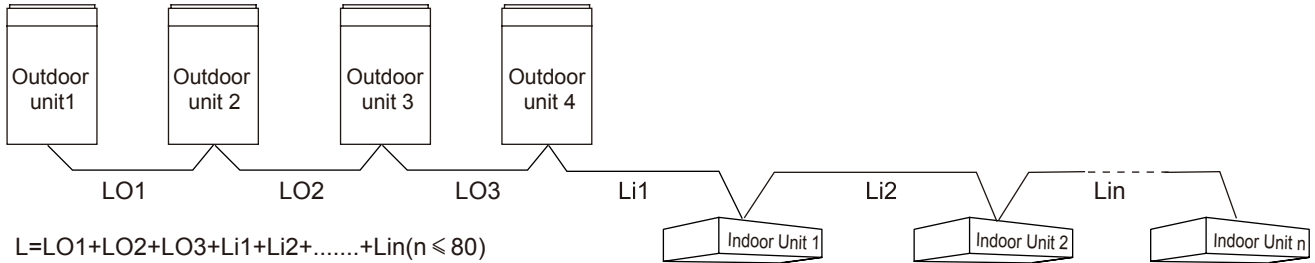 Outdoor
unit1
Outdoor
unit 2
Outdoor
unit 3
Outdoor
unit 4
LO1
LO2
LO3
Li1
Li2
Lin
Indoor Unit 1
Indoor Unit 2
Indoor Unit n
L=LO1+LO2+LO3+Li1+Li2+.......+Lin(n≤80)